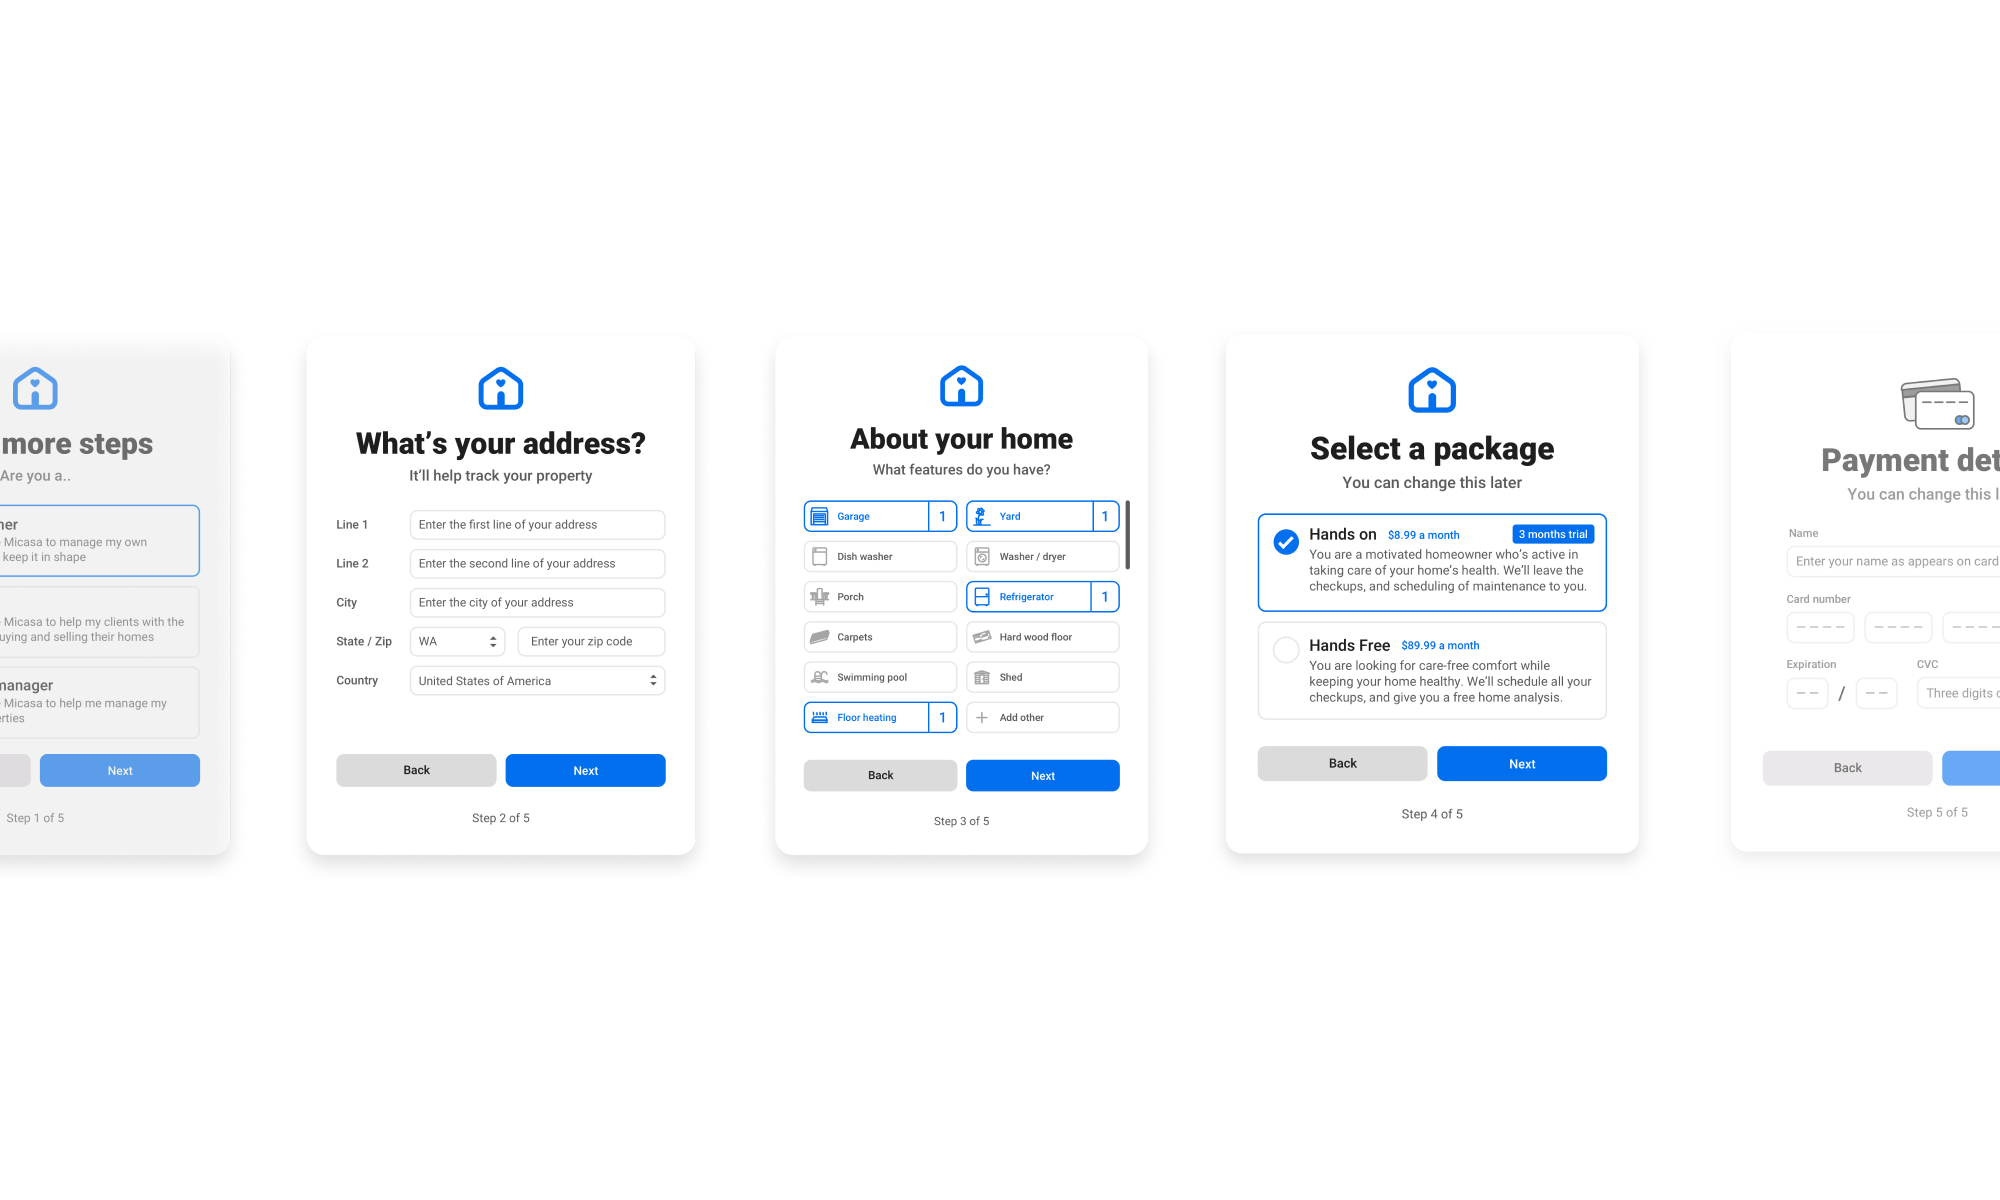 more steps
Are you a..
ner
Micasa to manage my own
keep it in shape
Micasa to help my clients with the
uying and selling their homes
manager
Micasa to help me manage my
erties
Next
Step 1 of 5
What's your address?
It'll help track your property
Line 1
Enter the first line of your address
Line 2
Enter the second line of your address
City
Enter the city of your address
State / Zip
WA
Enter your zip code
Country
United States of America
Back
Next
Step 2 of 5
About your home
What features do you have?
Garage 1
Yard 1
Dish washer
Washer / dryer
Porch
Refrigerator 1
Carpets
Hard wood floor
Swimming pool
Shed
Floor heating 1
Add other
Back
Next
Step 3 of 5
Select a package
You can change this later
Hands on $8.99 a month 3 months trial
You are a motivated homeowner who's active in
taking care of your home's health. We'll leave the
checkups, and scheduling of maintenance to you.
Hands Free $89.99 a month
You are looking for care-free comfort while
keeping your home healthy. We'll schedule all your
checkups, and give you a free home analysis.
Back
Next
Step 4 of 5
Payment det
You can change this l
Name
Enter your name as appears on card
Card number
Expiration
CVC
/
Three digits
Back
Step 5 of 5